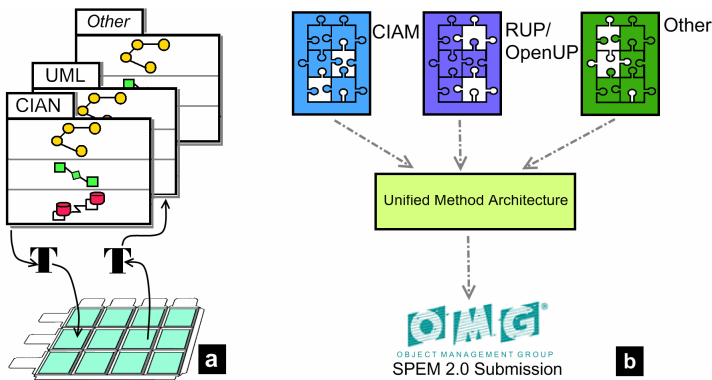 Other
UML
CIAN
T
T
a
CIAM
RUP/
OpenUP
Other
Unified Method Architecture
OMG®
OBJECT MANAGEMENT GROUP
SPEM 2.0 Submission
b